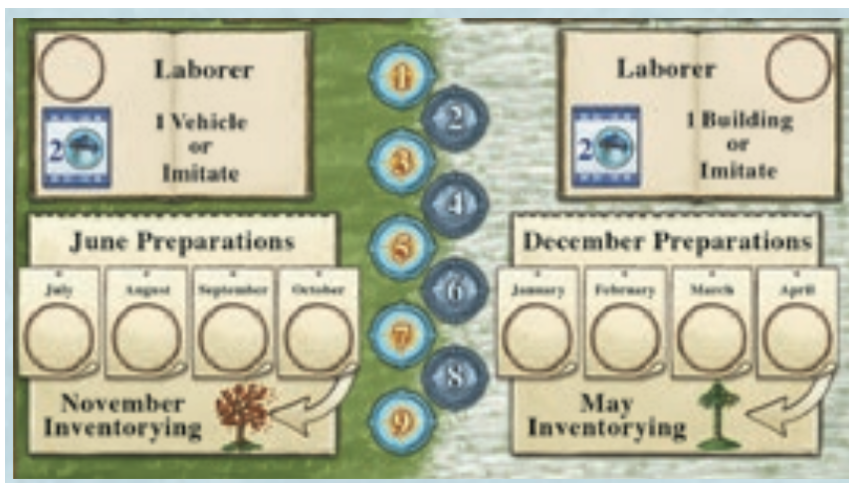 Laborer
2
1 Vehicle
or
Imitate
June Preparations
July August September October
November
Inventorying
1
2
3
4
5
6
7
8
9
Laborer
2
1 Building
or
Imitate
December Preparations
January February March April
May
Inventorying